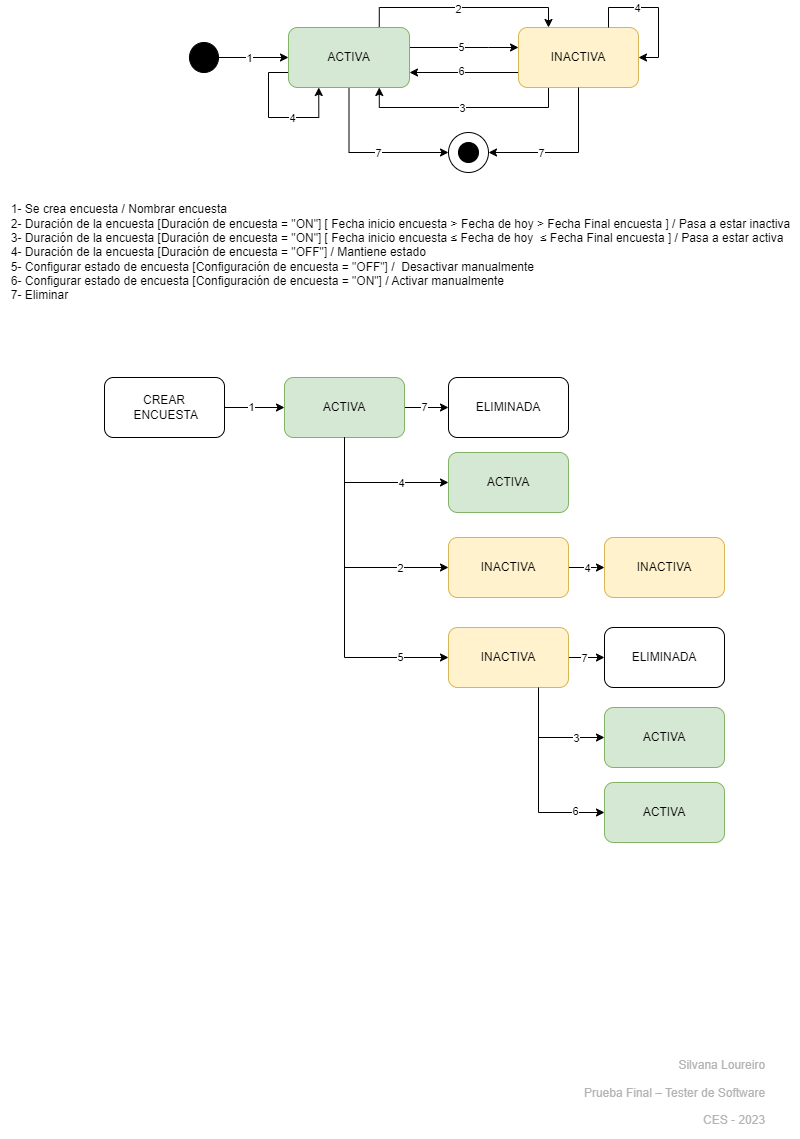 2
4
1
ACTIVA
5
INACTIVA
6
3
4
7
7
1- Se crea encuesta / Nombrar encuesta
2- Duración de la encuesta [Duración de encuesta = "ON"] [ Fecha inicio encuesta > Fecha de hoy > Fecha Final encuesta ] / Pasa a estar inactiva
3- Duración de la encuesta [Duración de encuesta = "ON"] [ Fecha inicio encuesta ≤ Fecha de hoy ≤ Fecha Final encuesta ] / Pasa a estar activa
4- Duración de la encuesta [Duración de encuesta = "OFF"] / Mantiene estado
5- Configurar estado de encuesta [Configuración de encuesta = "OFF"] / Desactivar manualmente
6- Configurar estado de encuesta [Configuración de encuesta = "ON"] / Activar manualmente
7- Eliminar
CREAR
ENCUESTA
1
ACTIVA
7
ELIMINADA
4
ACTIVA
2
INACTIVA
4
INACTIVA
5
INACTIVA
7
ELIMINADA
3
ACTIVA
6
ACTIVA
Silvana Loureiro
Prueba Final – Tester de Software
CES - 2023